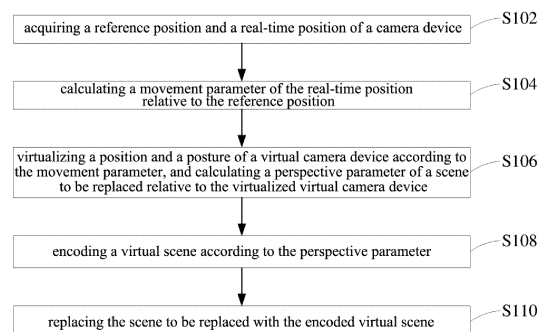 acquiring a reference position and a real-time position of a camera device
S102
calculating a movement parameter of the real-time position
relative to the reference position
S104
virtualizing a position and a posture of a virtual camera device according to
the movement parameter, and calculating a perspective parameter of a scene
to be replaced relative to the virtualized virtual camera device
S106
encoding a virtual scene according to the perspective parameter
S108
replacing the scene to be replaced with the encoded virtual scene
S110